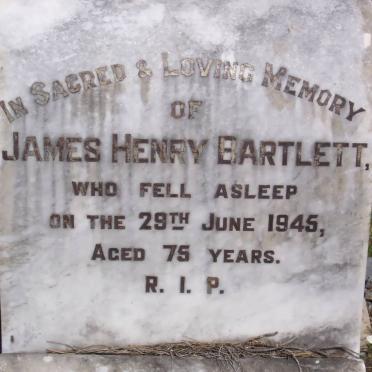 In Sacred & Loving Memory
OF
James Henry Bartlett,
WHO FELL ASLEEP
ON THE 29TH June 1945,
Aged 75 years.
R. I. P.